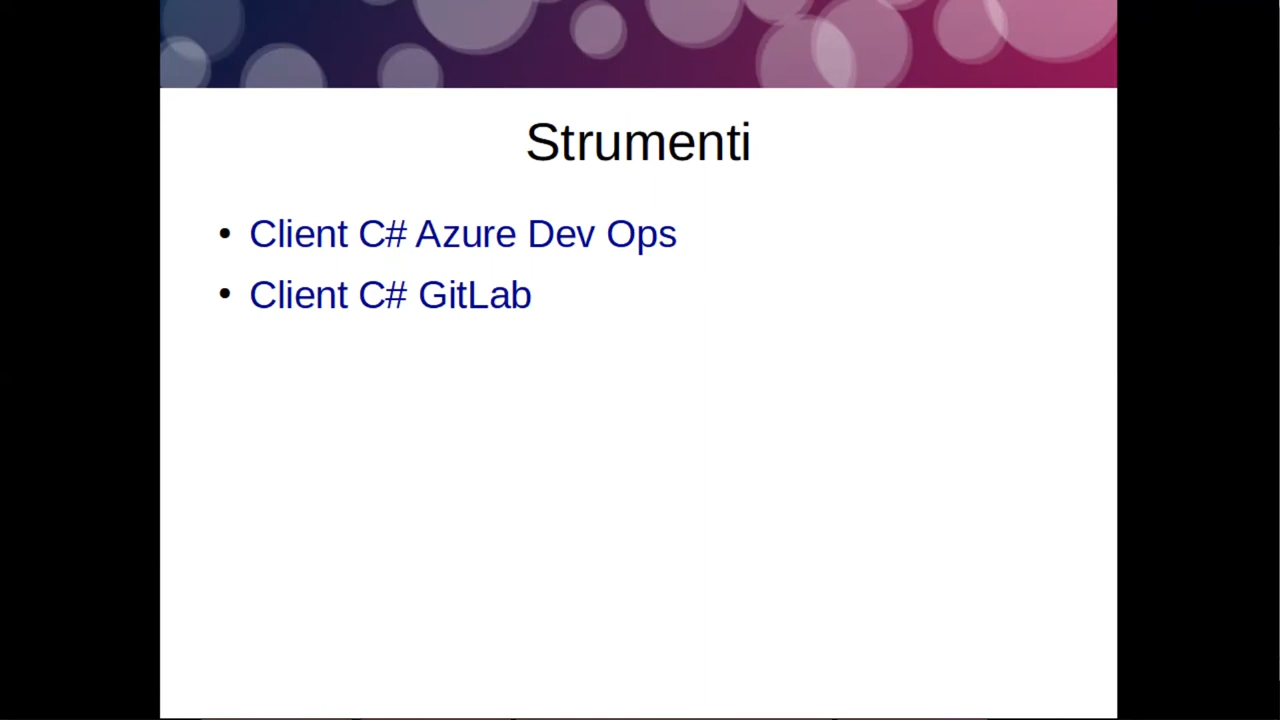 Strumenti
• Client C# Azure Dev Ops
• Client C# GitLab